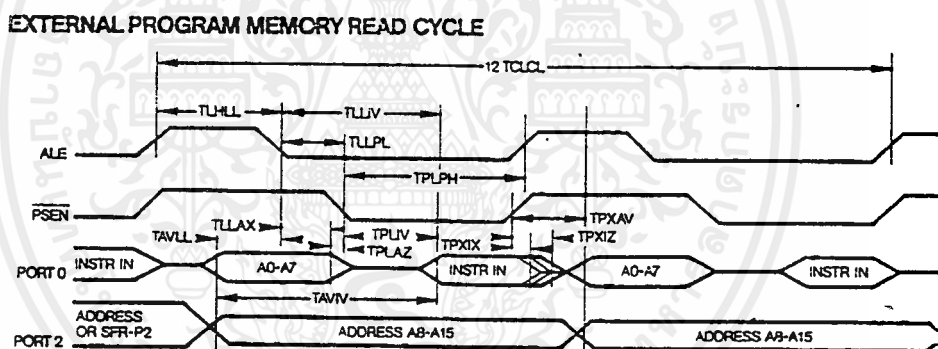 EXTERNAL PROGRAM MEMORY READ CYCLE
12 TCLCL
TLHLL
TLLIV
TLLPL
ALE
TPLPH
PSEN
TAVLL
TLLAX
TPLIV
TPLAZ
TPXIX
TPXAV
TPXIZ
PORT 0
INSTR IN
A0-A7
INSTR IN
A0-A7
INSTR IN
TAVIV
PORT 2
ADDRESS
OR SFR-P2
ADDRESS A8-A15
ADDRESS A8-A15